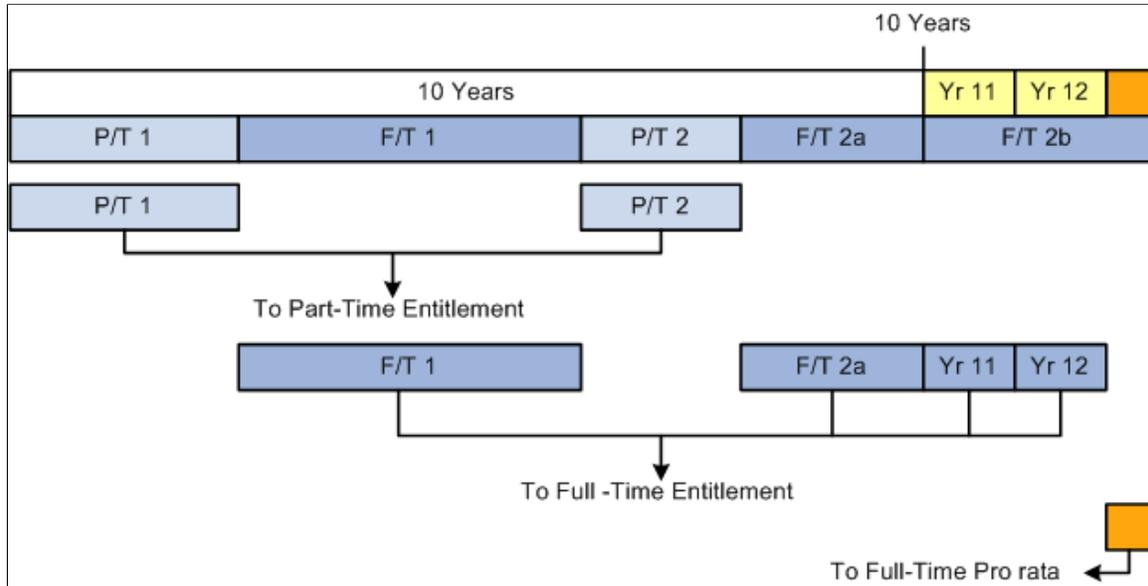 10 Years
10 Years Yr 11 Yr 12
P/T 1 F/T 1 P/T 2 F/T 2a F/T 2b
P/T 1 P/T 2
To Part-Time Entitlement
F/T 1 F/T 2a Yr 11 Yr 12
To Full -Time Entitlement
To Full-Time Pro rata